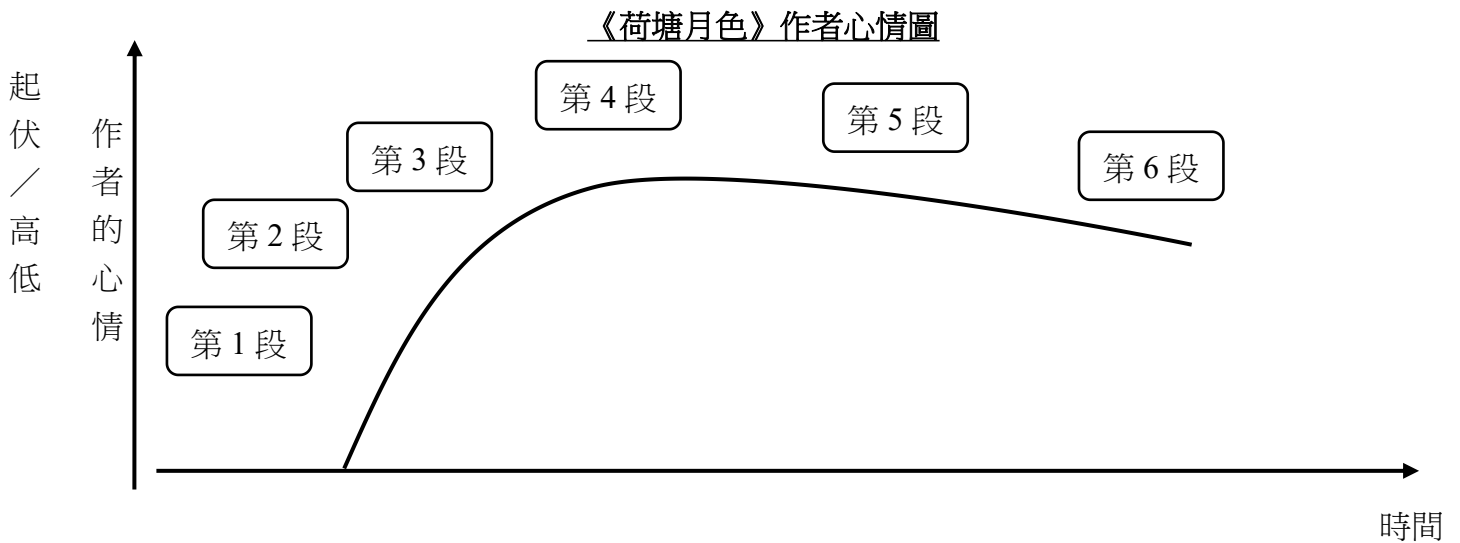 《荷塘月色》作者心情圖
起伏／高低
作者的心情
第 1 段
第 2 段
第 3 段
第 4 段
第 5 段
第 6 段
時間